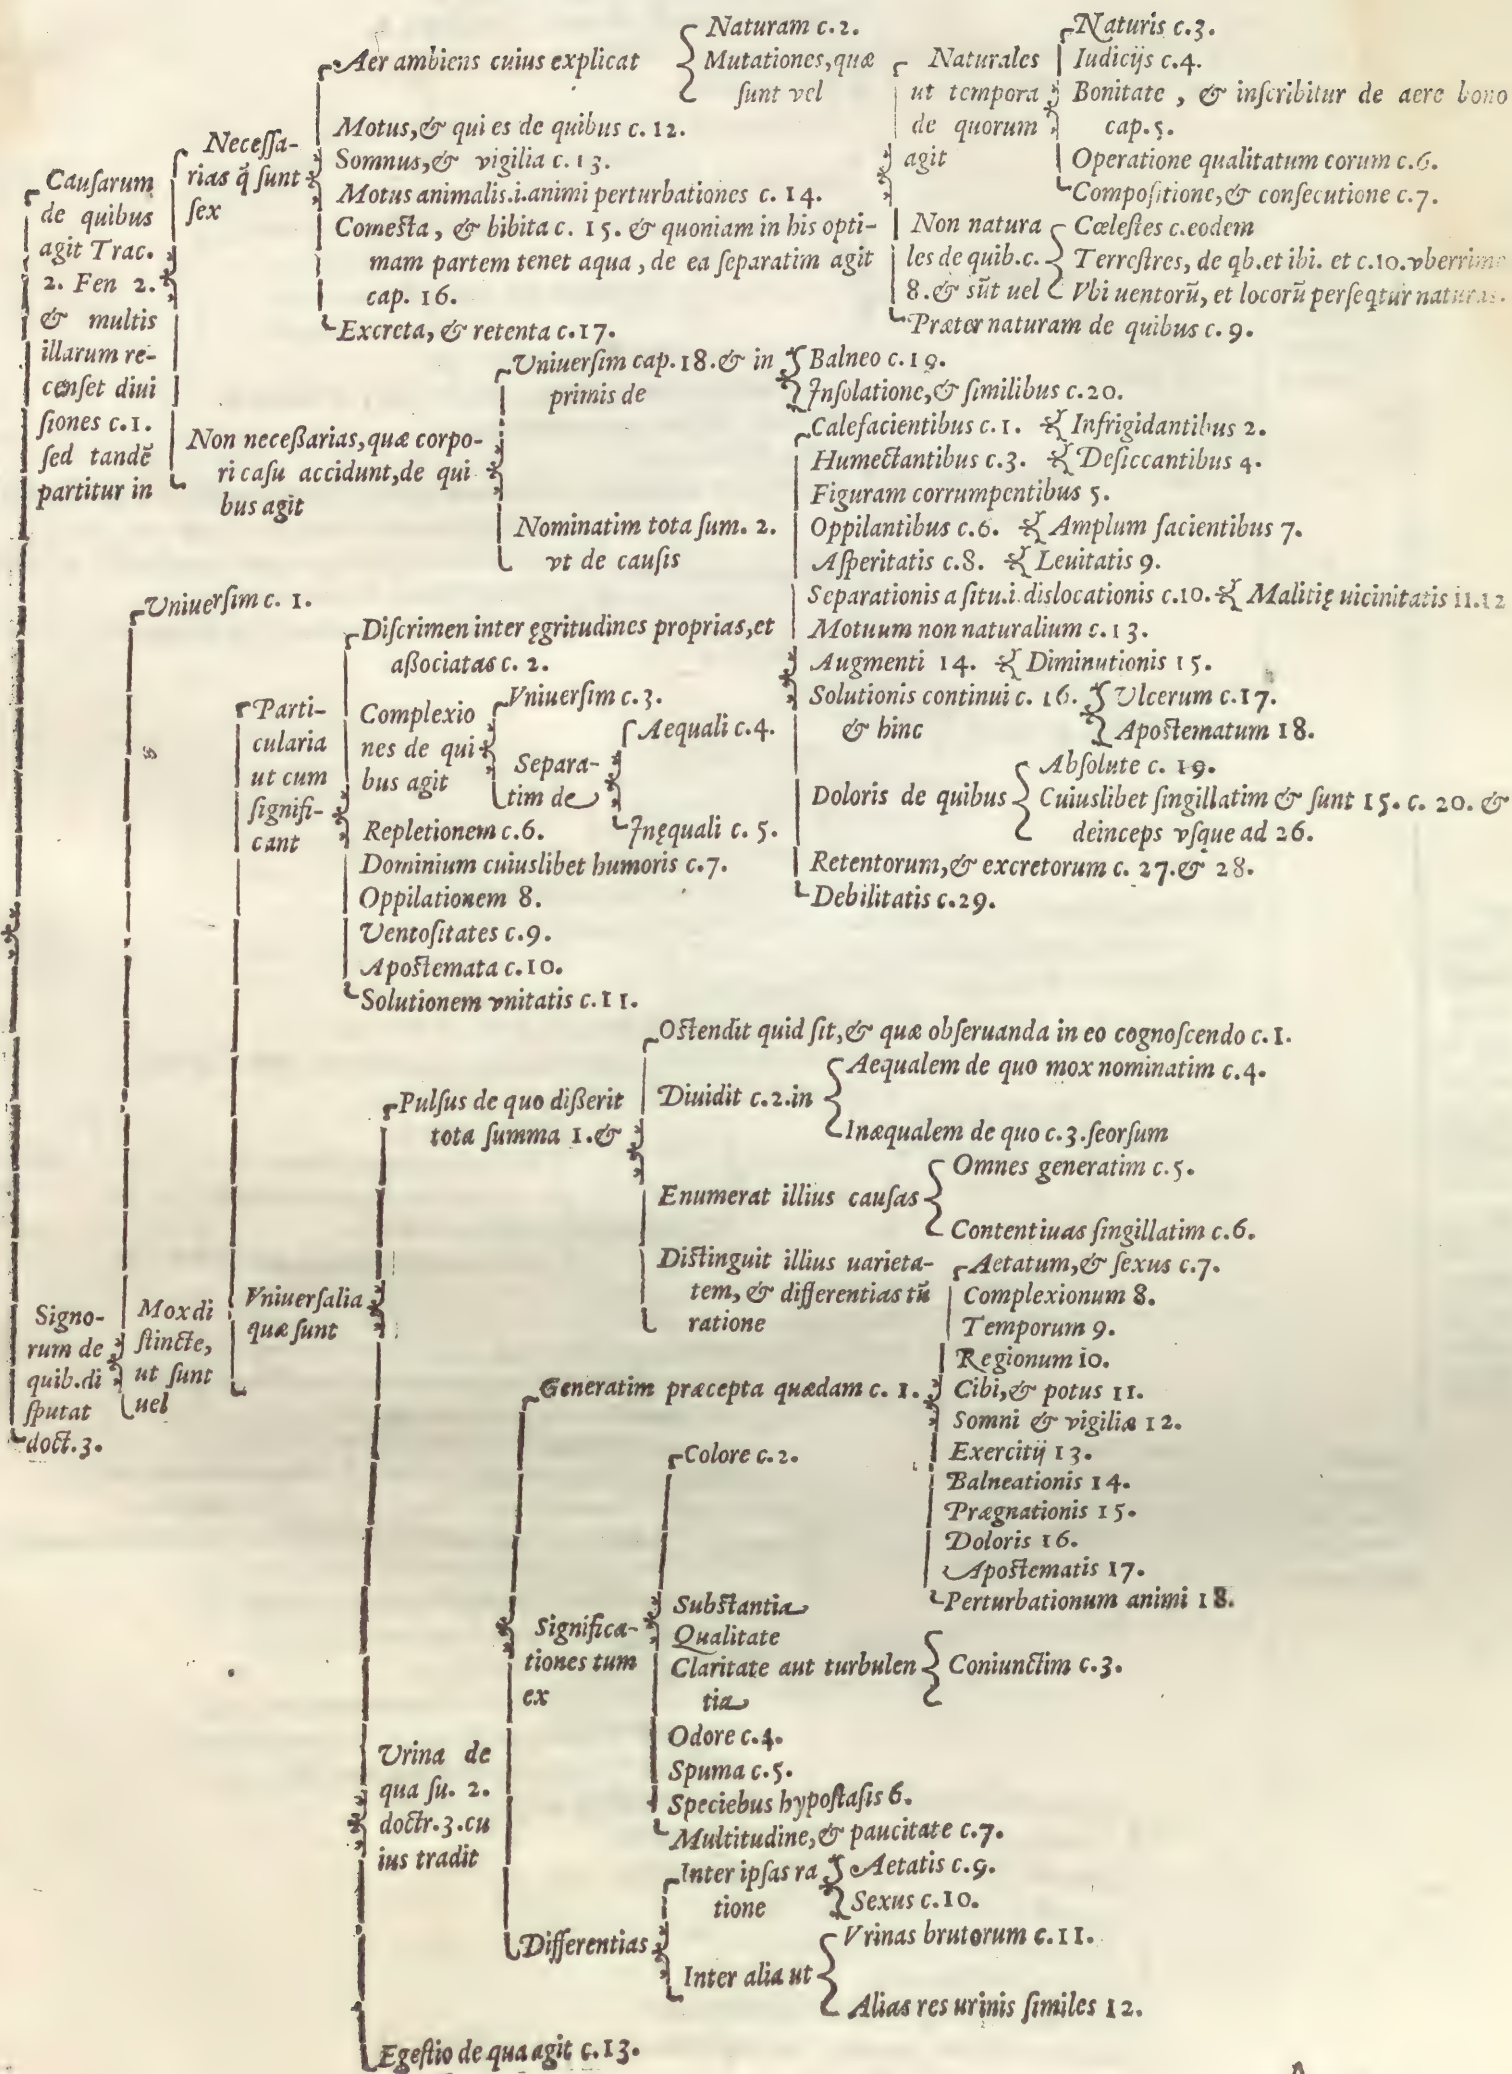 Naturam c.2.
Aer ambiens cuius explicat
Mutationes, quæ
sunt vel
Naturales
ut tempora
de quorum
agit
Naturis c.3.
Iudicijs c.4.
Bonitate, & inscribitur de aere bono
cap.5.
Operatione qualitatum eorum c.6.
Compositione, & consecutione c.7.
Non natura
les de quib.c.
8.& sūt uel
Cœlestes c.eodem
Terrestres, de qb.et ibi. et c.10.vberrime
Vbi uentorū, et locorū perseqtur naturas.
Præter naturam de quibus c.9.
Causarum
de quibus
agit Trac.
2. Fen 2.
& multis
illarum re-
censet diui
siones c.1.
sed tandē
partitur in
Necessa-
rias q̄ sunt
sex
Motus, & qui es de quibus c. 12.
Somnus, & vigilia c.13.
Motus animalis.i.animi perturbationes c. 14.
Comesta, & bibita c. 15. & quoniam in his opti-
mam partem tenet aqua, de ea separatim agit
cap. 16.
Excreta, & retenta c.17.
Non necessarias, quæ corpo-
ri casu accidunt, de qui
bus agit
Uniuersim cap.18.& in
primis de
Balneo c.19.
Insolatione, & similibus c.20.
Nominatim tota sum. 2.
vt de causis
Calefacientibus c.1. Infrigidantibus 2.
Humectantibus c.3. Desiccantibus 4.
Figuram corrumpentibus 5.
Oppilantibus c.6. Amplum facientibus 7.
Asperitatis c.8. Leuitatis 9.
Separationis a situ.i.dislocationis c.10. Malitię uicinitatis 11.12
Motuum non naturalium c.13.
Augmenti 14. Diminutionis 15.
Solutionis continui c. 16.
& hinc
Ulcerum c.17.
Apostematum 18.
Doloris de quibus
Absolute c. 19.
Cuiuslibet singillatim & sunt 15. c. 20. &
deinceps vsque ad 26.
Retentorum, & excretorum c. 27.& 28.
Debilitatis c.29.
Signo-
rum de
quib.di
sputat
doct.3.
Uniuersim c. 1.
Mox di
stincte,
ut sunt
uel
Parti-
cularia
ut cum
signifi-
cant
Discrimen inter ęgritudines proprias, et
associatas c. 2.
Complexio
nes de qui
bus agit
Vniuersim c.3.
Separa-
tim de
Aequali c.4.
Inęquali c. 5.
Repletionem c.6.
Dominium cuiuslibet humoris c.7.
Oppilationem 8.
Uentositates c.9.
Apostemata c.10.
Solutionem vnitatis c.11.
Vniuersalia
quæ sunt
Pulsus de quo disserit
tota summa 1.&
Ostendit quid sit, & quæ obseruanda in eo cognoscendo c.1.
Diuidit c.2.in
Aequalem de quo mox nominatim c.4.
Inæqualem de quo c.3.seorsum
Enumerat illius causas
Omnes generatim c.5.
Contentiuas singillatim c.6.
Distinguit illius uarieta-
tem, & differentias tū
ratione
Aetatum, & sexus c.7.
Complexionum 8.
Temporum 9.
Regionum 10.
Cibi, & potus 11.
Somni & vigiliæ 12.
Exercitij 13.
Balneationis 14.
Prægnationis 15.
Doloris 16.
Apostematis 17.
Perturbationum animi 18.
Urina de
qua su. 2.
doctr.3.cu
ius tradit
Generatim præcepta quædam c. 1.
Significa-
tiones tum
ex
Colore c.2.
Substantia
Qualitate
Claritate aut turbulen
tia
Coniunctim c.3.
Odore c.4.
Spuma c.5.
Speciebus hypostasis 6.
Multitudine, & paucitate c.7.
Differentias
Inter ipsas ra
tione
Aetatis c.9.
Sexus c.10.
Inter alia ut
Vrinas brutorum c.11.
Alias res urinis similes 12.
Egestio de qua agit c.13.